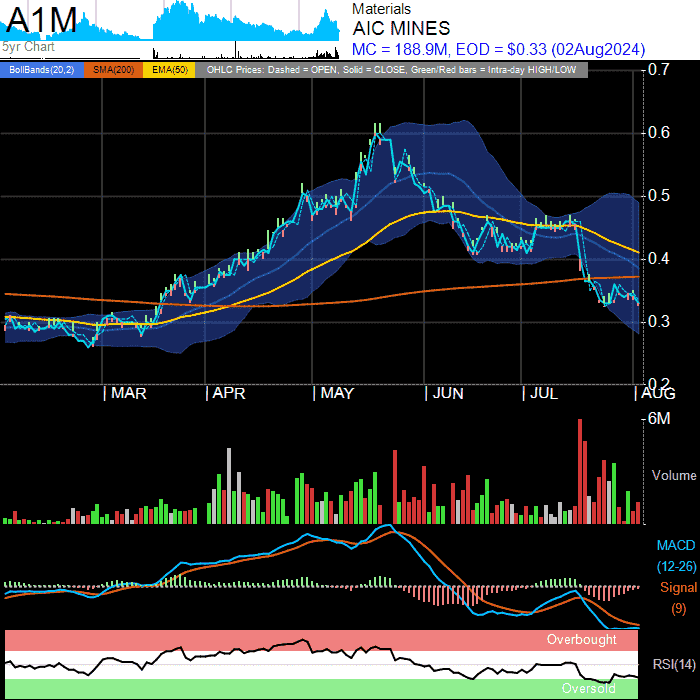 A1M
5yr Chart
Materials
AIC MINES
MC = 188.9M, EOD = $0.33 (02Aug2024)
BollBands(20,2) SMA(200) EMA(50) OHLC Prices: Dashed = OPEN, Solid = CLOSE, Green/Red bars = Intra-day HIGH/LOW
0.7
0.6
0.5
0.4
0.3
0.2
MAR APR MAY JUN JUL AUG
6M
Volume
MACD
(12-26)
Signal
(9)
Overbought
RSI(14)
Oversold